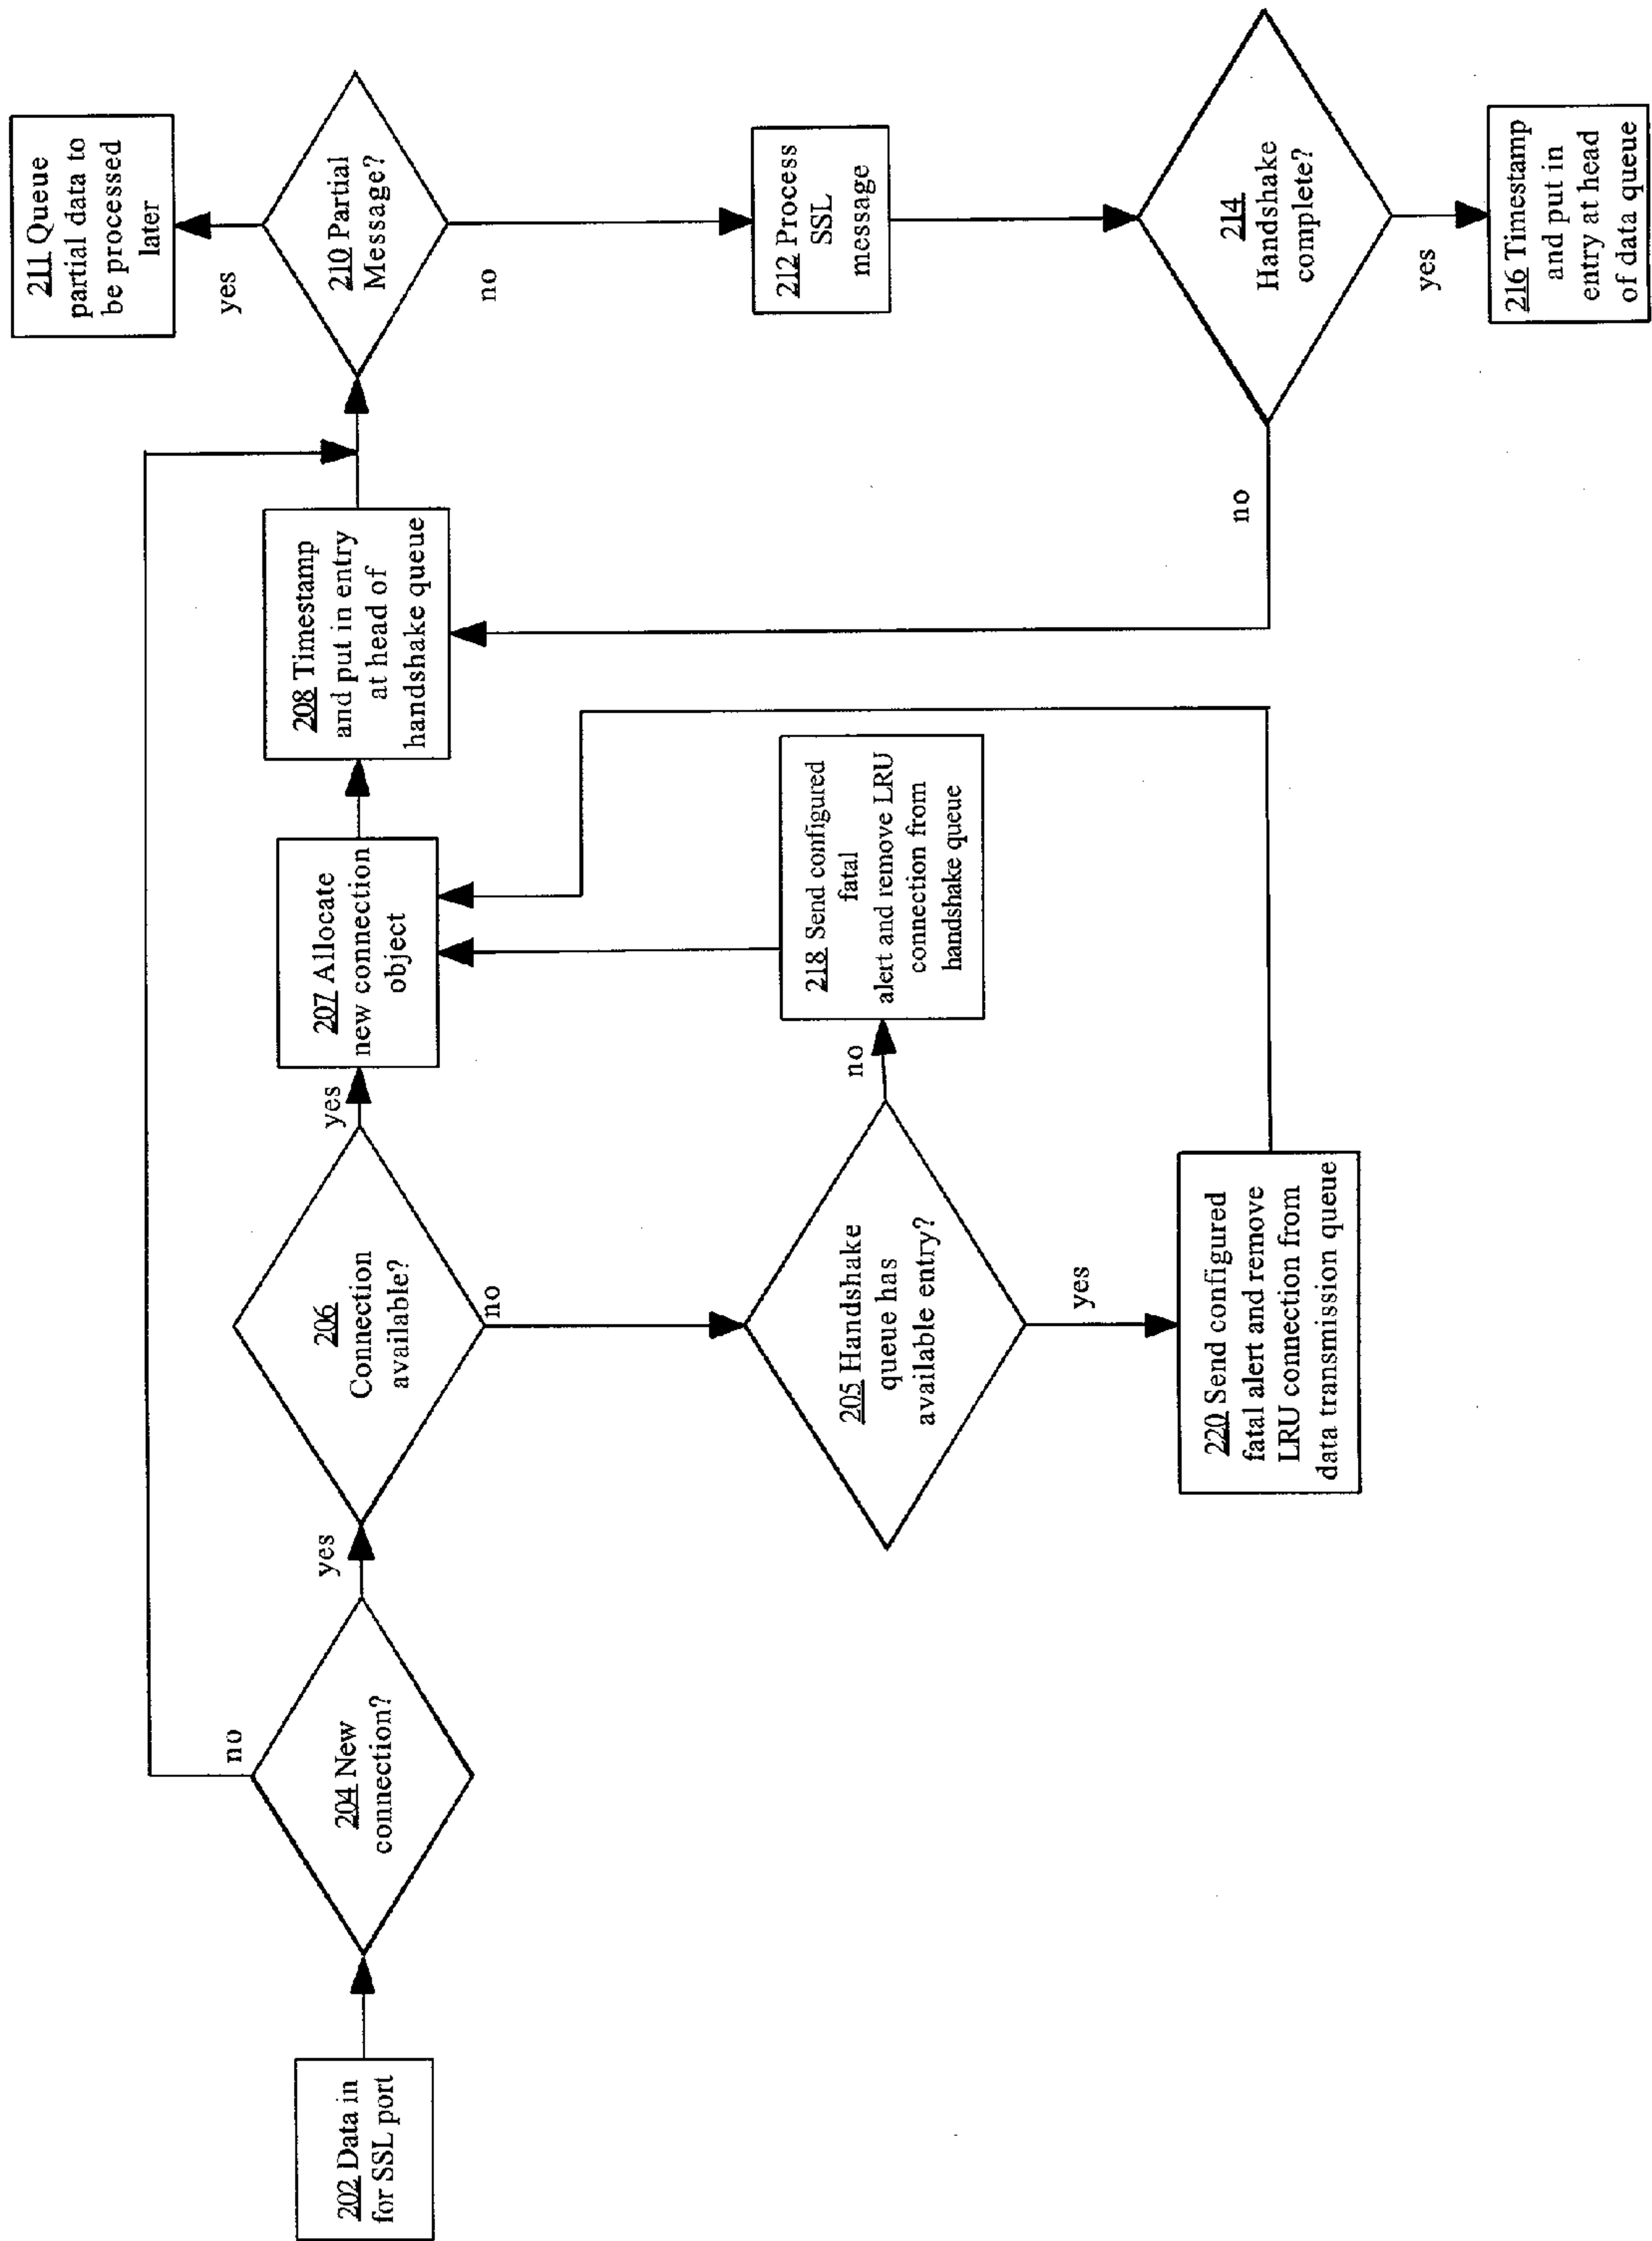 202 Data in
for SSL port
204 New
connection?
no
yes
206
Connection
available?
yes
no
207 Allocate
new connection
object
208 Timestamp
and put in entry
at head of
handshake queue
210 Partial
Message?
yes
no
211 Queue
partial data to
be processed
later
205 Handshake
queue has
available entry?
no
yes
218 Send configured
fatal
alert and remove LRU
connection from
handshake queue
220 Send configured
fatal alert and remove
LRU connection from
data transmission queue
212 Process
SSL
message
214
Handshake
complete?
no
yes
216 Timestamp
and put in
entry at head
of data queue